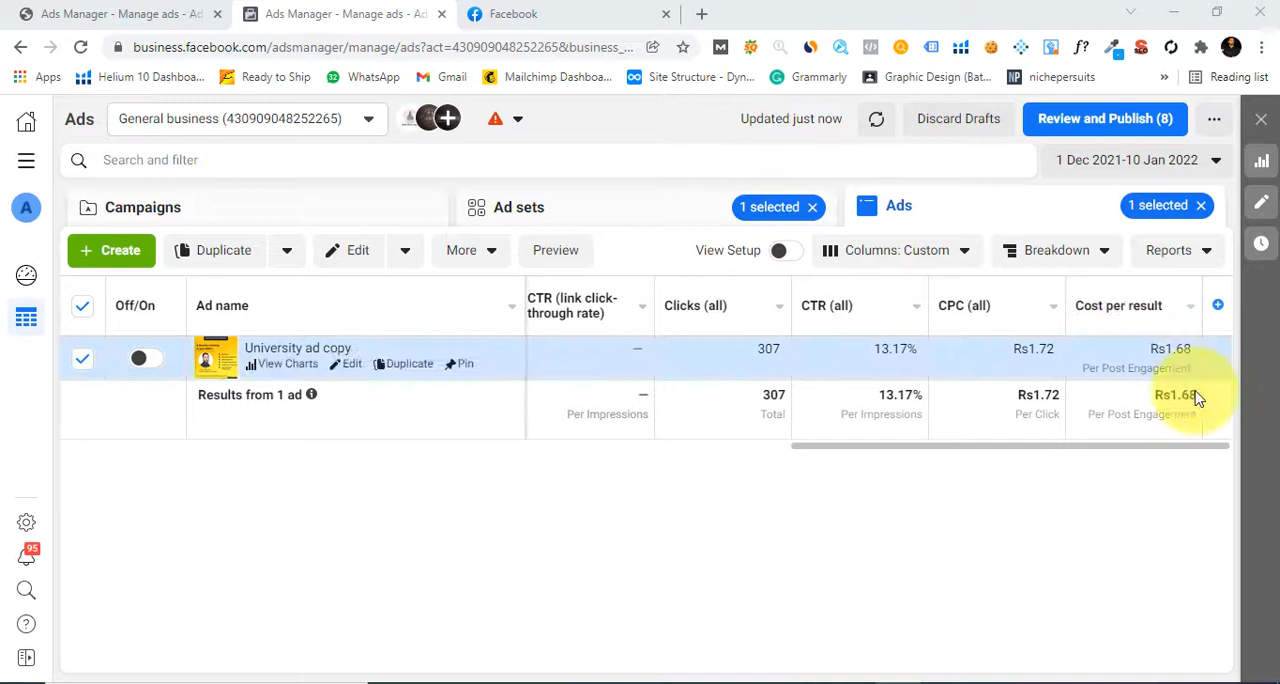 Ads Manager - Manage ads - Ad
Ads Manager - Manage ads - Ad
Facebook
business.facebook.com/adsmanager/manage/ads?act=430909048252265&business_...
Apps
Helium 10 Dashboa...
Ready to Ship
32
WhatsApp
Gmail
Mailchimp Dashboa...
Site Structure - Dyn...
Grammarly
Graphic Design (Bat...
NP
nichepersuits
»
Reading list
Ads
General business (430909048252265)
Updated just now
Discard Drafts
Review and Publish (8)
Search and filter
1 Dec 2021-10 Jan 2022
Campaigns
Ad sets
1 selected
Ads
1 selected
A
+ Create
Duplicate
Edit
More
Preview
View Setup
Columns: Custom
Breakdown
Reports
Off/On
Ad name
CTR (link click-
through rate)
Clicks (all)
CTR (all)
CPC (all)
Cost per result
University ad copy
View Charts
Edit
Duplicate
Pin
—
307
13.17%
Rs1.72
Rs1.68
Per Post Engagement
Results from 1 ad
—
Per Impressions
307
Total
13.17%
Per Impressions
Rs1.72
Per Click
Rs1.68
Per Post Engagement
95